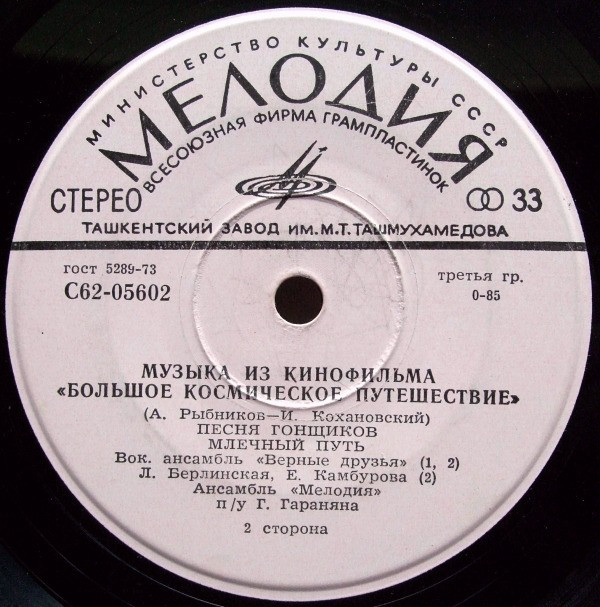 МИНИСТЕРСТВО КУЛЬТУРЫ СССР
МЕЛОДИЯ
ВСЕСОЮЗНАЯ ФИРМА ГРАМПЛАСТИНОК
СТЕРЕО
33
ТАШКЕНТСКИЙ ЗАВОД ИМ. М.Т. ТАШМУХАМЕДОВА
гост 5289-73
третья гр.
С62-05602
0-85
МУЗЫКА ИЗ КИНОФИЛЬМА
«БОЛЬШОЕ КОСМИЧЕСКОЕ ПУТЕШЕСТВИЕ»
(А. Рыбников—И. Кохановский)
ПЕСНЯ ГОНЩИКОВ
МЛЕЧНЫЙ ПУТЬ
Вок. ансамбль «Верные друзья» (1, 2)
Л. Берлинская, Е. Камбурова (2)
Ансамбль «Мелодия»
п/у Г. Гараняна
2 сторона